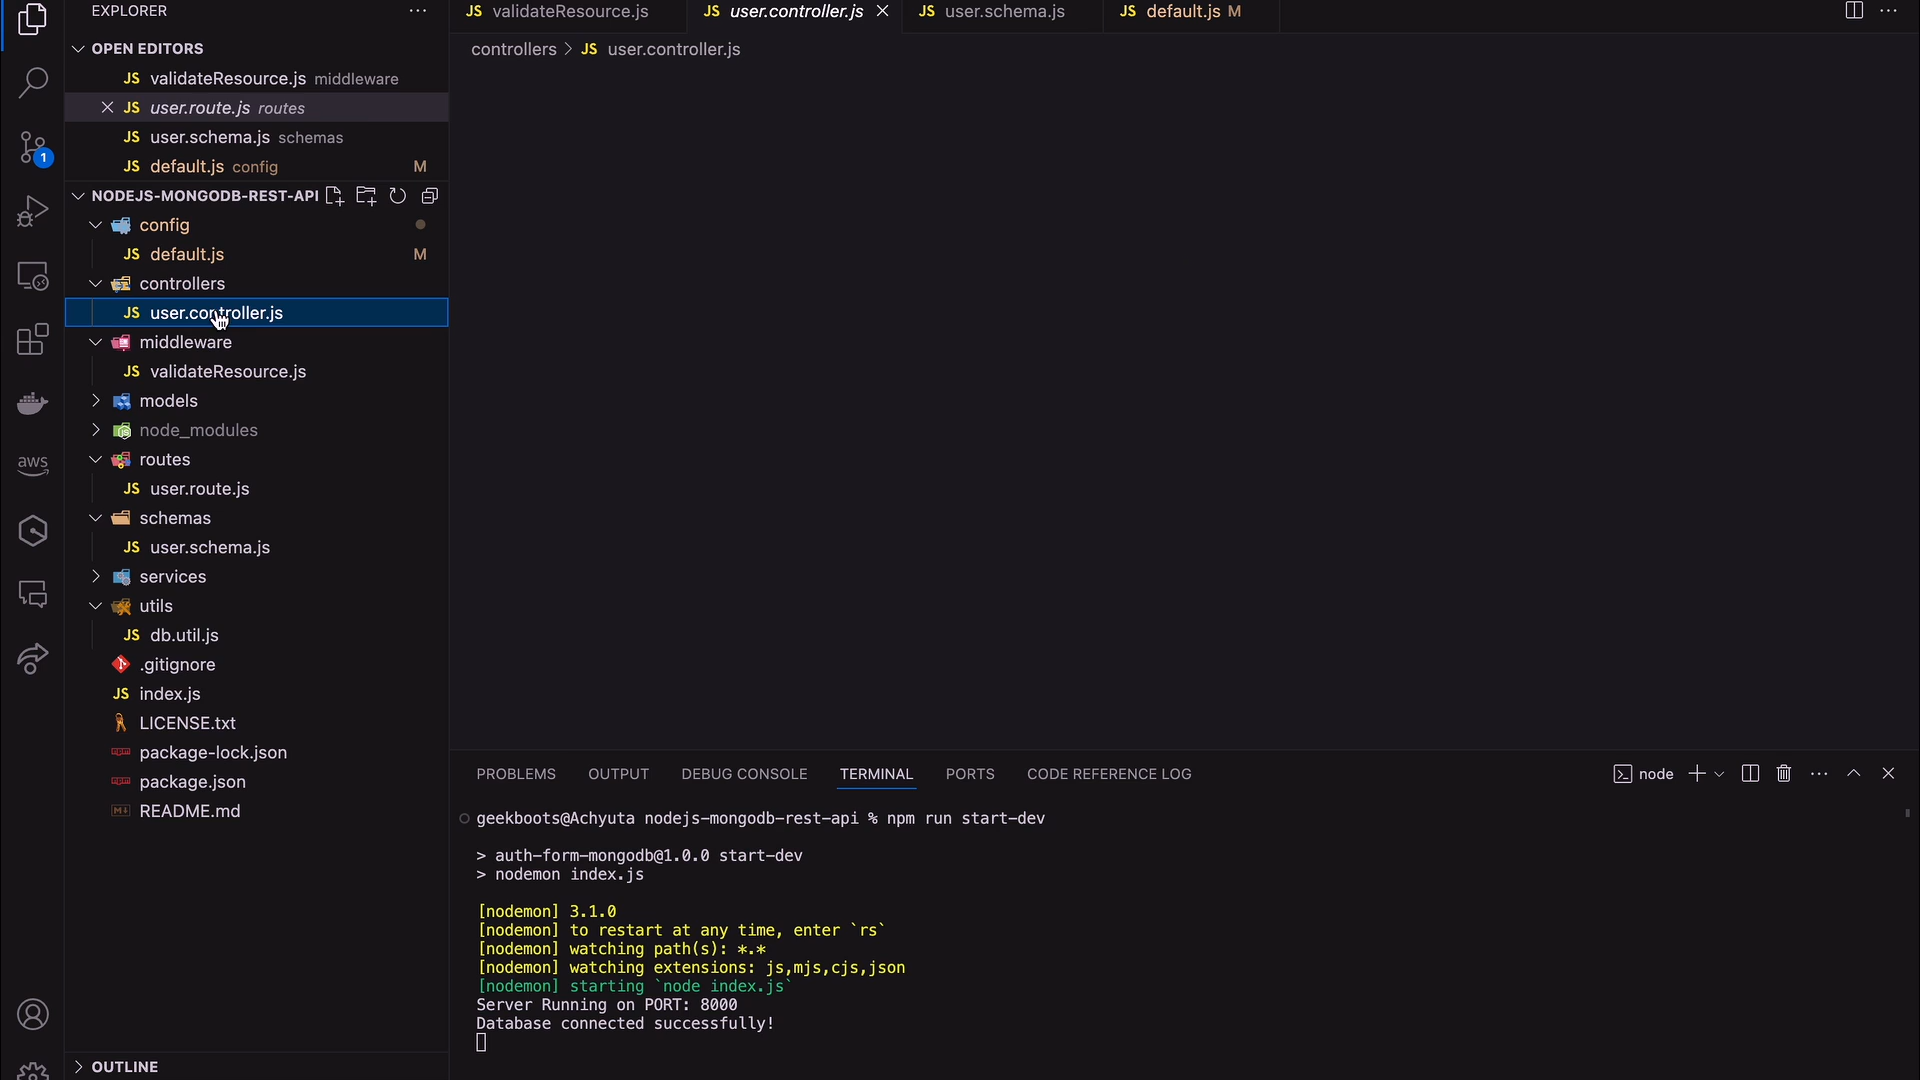 EXPLORER
OPEN EDITORS
JS validateResource.js middleware
JS user.route.js routes
JS user.schema.js schemas
JS default.js config M
NODEJS-MONGODB-REST-API
config
JS default.js M
controllers
JS user.controller.js
middleware
JS validateResource.js
models
node_modules
routes
JS user.route.js
schemas
JS user.schema.js
services
utils
JS db.util.js
.gitignore
JS index.js
LICENSE.txt
package-lock.json
package.json
README.md
OUTLINE
1
aws
JS validateResource.js
JS user.controller.js
JS user.schema.js
JS default.js M
controllers > JS user.controller.js
PROBLEMS OUTPUT DEBUG CONSOLE TERMINAL PORTS CODE REFERENCE LOG
node
geekboots@Achyuta nodejs-mongodb-rest-api % npm run start-dev
> auth-form-mongodb@1.0.0 start-dev
> nodemon index.js
[nodemon] 3.1.0
[nodemon] to restart at any time, enter `rs`
[nodemon] watching path(s): *.*
[nodemon] watching extensions: js,mjs,cjs,json
[nodemon] starting `node index.js`
Server Running on PORT: 8000
Database connected successfully!